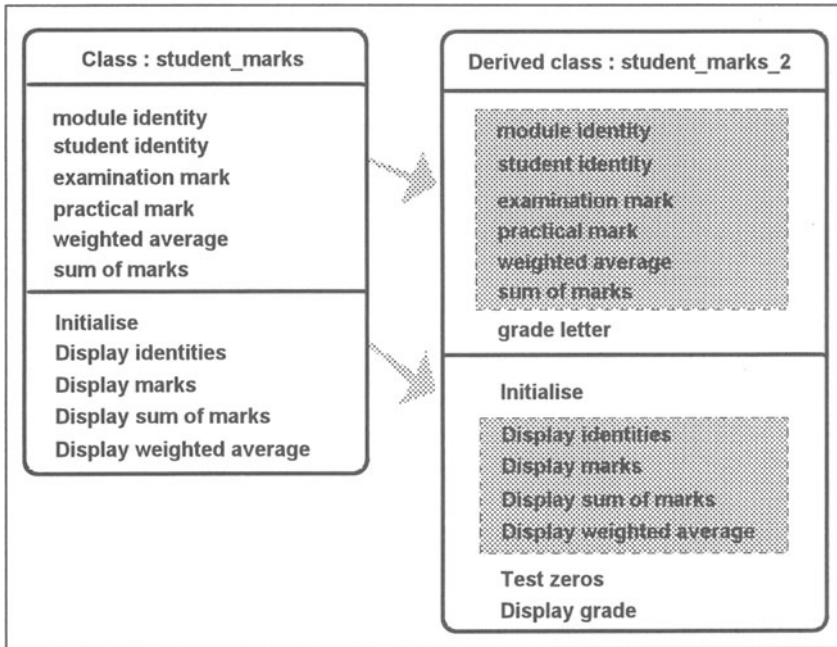 Class : student_marks
module identity
student identity
examination mark
practical mark
weighted average
sum of marks
Initialise
Display identities
Display marks
Display sum of marks
Display weighted average
Derived class : student_marks_2
module identity
student identity
examination mark
practical mark
weighted average
sum of marks
grade letter
Initialise
Display identities
Display marks
Display sum of marks
Display weighted average
Test zeros
Display grade